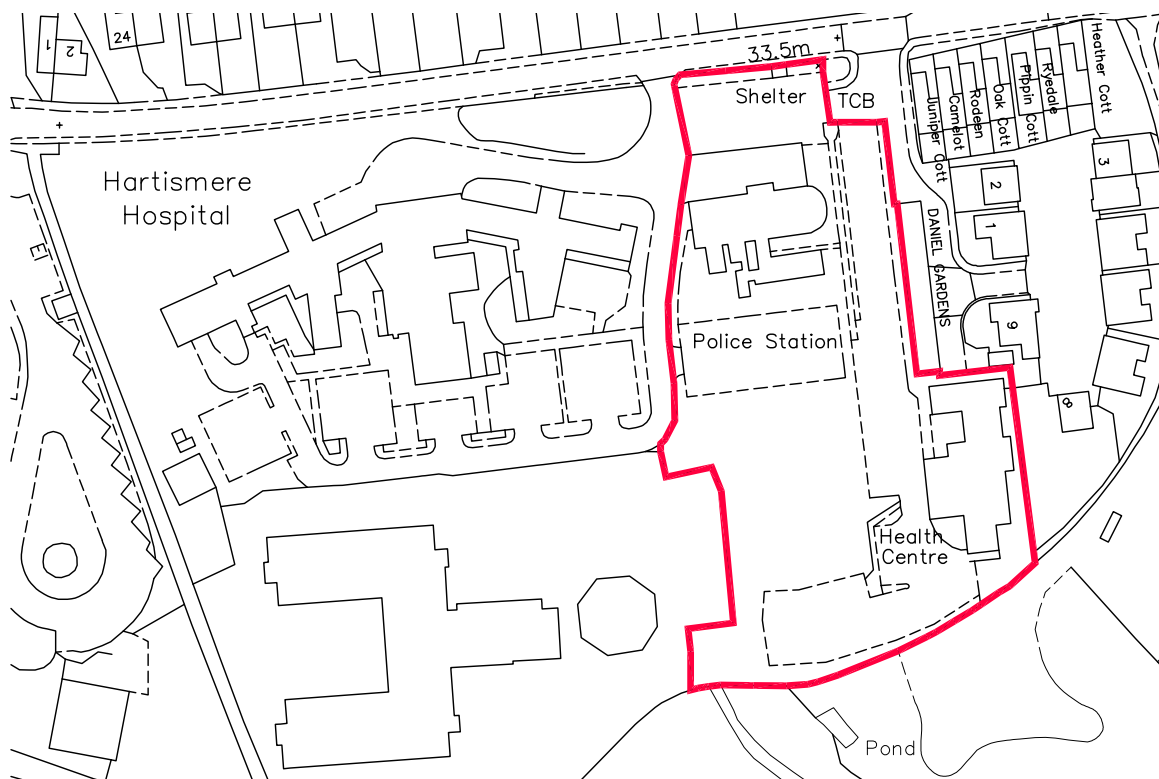 1
2
24
33.5m
Shelter
TCB
Hartismere
Hospital
Juniper Cott
Camelot
Rodeen
Oak Cott
Pippin Cott
Ryedale
Heather Cott
3
2
1
DANIEL GARDENS
9
8
Police Station
Health
Centre
Pond